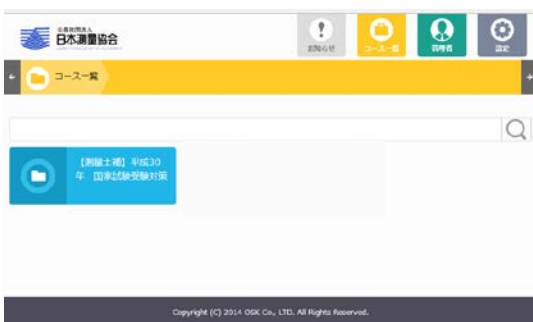 公益社団法人
日本測量協会
お知らせ
コース一覧
管理者
設定
コース一覧
【測量士補】平成30
年 国家試験受験対策
Copyright (C) 2014 OSK Co., LTD. All Rights Reserved.